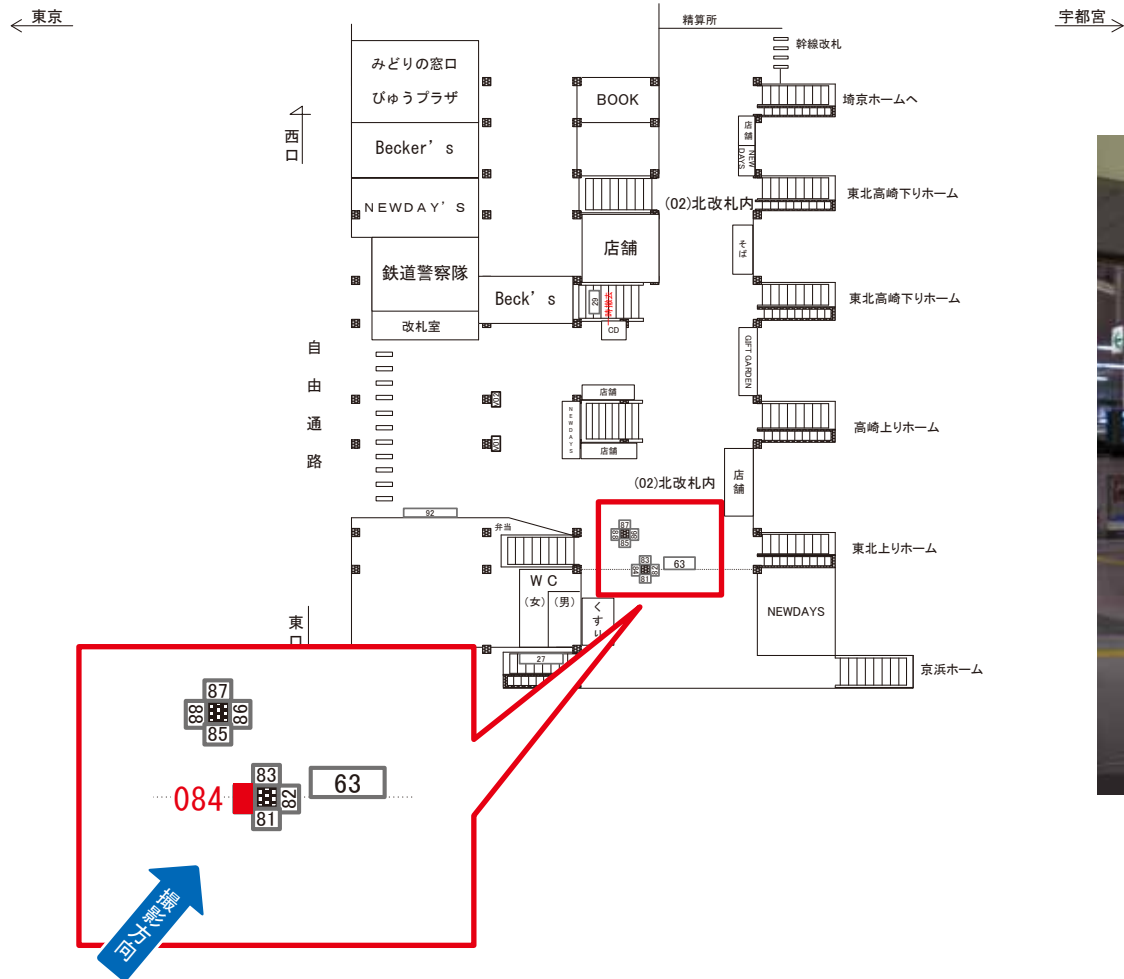 東京
宇都宮
精算所
幹線改札
みどりの窓口
びゅうプラザ
BOOK
埼京ホームへ
西口
Becker's
店舗
NEW DAYS
NEWDAY'S
(02)北改札内
東北高崎下りホーム
店舗
そば
鉄道警察隊
Beck's
29
東北高崎下りホーム
改札室
CD
GIFT GARDEN
自由通路
店舗
NEWDAYS
店舗
高崎上りホーム
(02)北改札内
店舗
92
弁当
87
88
86
85
83
84
82
81
63
東北上りホーム
WC
(女)
(男)
くすり
NEWDAYS
東口
27
京浜ホーム
87
88
86
85
83
084
82
81
63
撮影方向